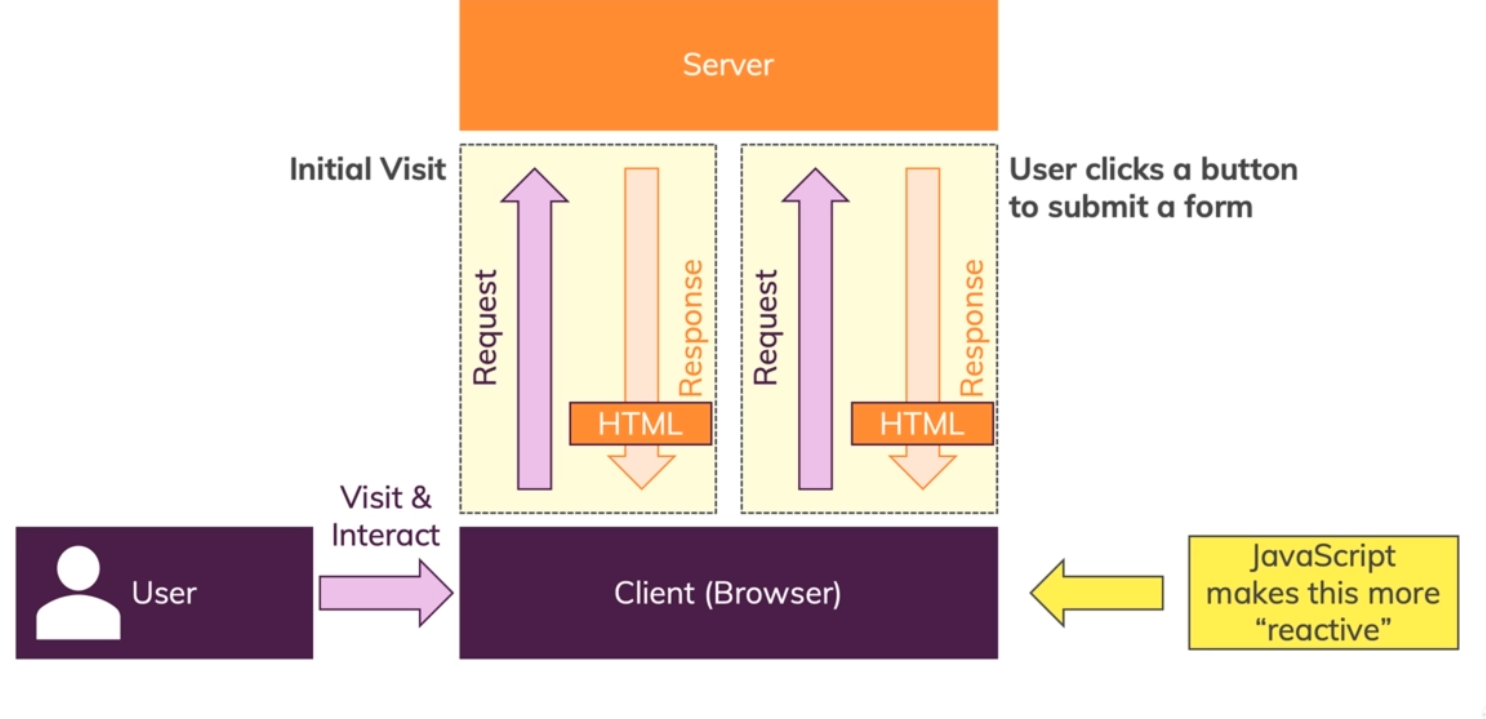 Server
Initial Visit
Request
Response
HTML
Request
Response
HTML
User clicks a button
to submit a form
Visit &
Interact
User
Client (Browser)
JavaScript
makes this more
“reactive”